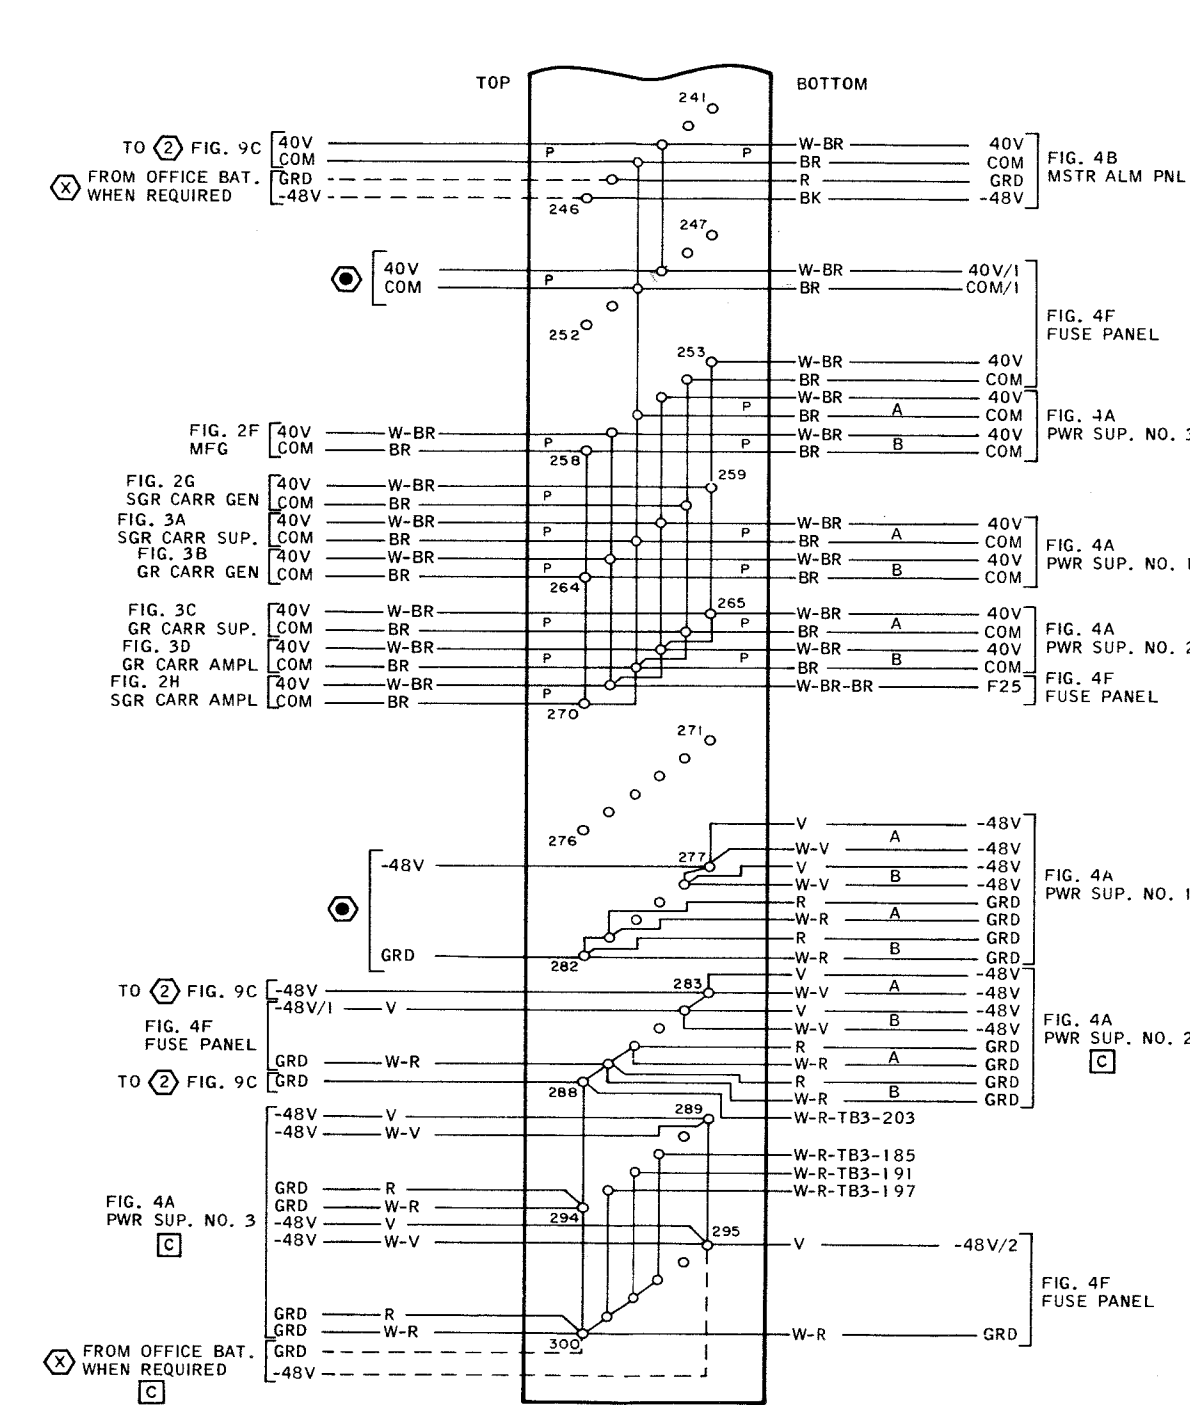 TOP BOTTOM
241
TO 2 FIG. 9C 40V P P W-BR 40V
COM BR COM FIG. 4B
X FROM OFFICE BAT. GRD R GRD MSTR ALM PNL
WHEN REQUIRED -48V 246 BK -48V
247
40V P W-BR 40V/1
COM BR COM/1
252
FIG. 4F
FUSE PANEL
253 W-BR 40V
BR COM
W-BR 40V
P BR A COM FIG. 4A
FIG. 2F 40V W-BR P W-BR 40V PWR SUP. NO. 3
MFG COM BR 258 P BR B COM
FIG. 2G 40V W-BR 259
SGR CARR GEN COM BR P
FIG. 3A 40V W-BR W-BR 40V
SGR CARR SUP. COM BR P P BR A COM FIG. 4A
FIG. 3B 40V W-BR W-BR 40V PWR SUP. NO. 1
GR CARR GEN COM BR P 264 P BR B COM
FIG. 3C 40V W-BR 265 W-BR 40V
GR CARR SUP. COM BR P P BR A COM FIG. 4A
FIG. 3D 40V W-BR W-BR 40V PWR SUP. NO. 2
GR CARR AMPL COM BR P P BR B COM
FIG. 2H 40V W-BR W-BR-BR F25 FIG. 4F
SGR CARR AMPL COM BR P 270 FUSE PANEL
271
276
V -48V
A
W-V -48V
-48V 277 V -48V
B
W-V -48V FIG. 4A
R GRD PWR SUP. NO. 1
W-R A GRD
R GRD
GRD 282 W-R B GRD
V -48V
TO 2 FIG. 9C -48V 283 W-V A -48V
-48V/1 V V -48V
FIG. 4F W-V B -48V FIG. 4A
FUSE PANEL R GRD PWR SUP. NO. 2
GRD W-R W-R A GRD C
TO 2 FIG. 9C GRD 288 R GRD
W-R B GRD
-48V V 289 W-R-TB3-203
-48V W-V
W-R-TB3-185
W-R-TB3-191
GRD R W-R-TB3-197
FIG. 4A GRD W-R 294
PWR SUP. NO. 3 -48V V 295
C -48V W-V V -48V/2
FIG. 4F
FUSE PANEL
GRD R
GRD W-R 300 W-R GRD
X FROM OFFICE BAT. GRD
WHEN REQUIRED -48V
C